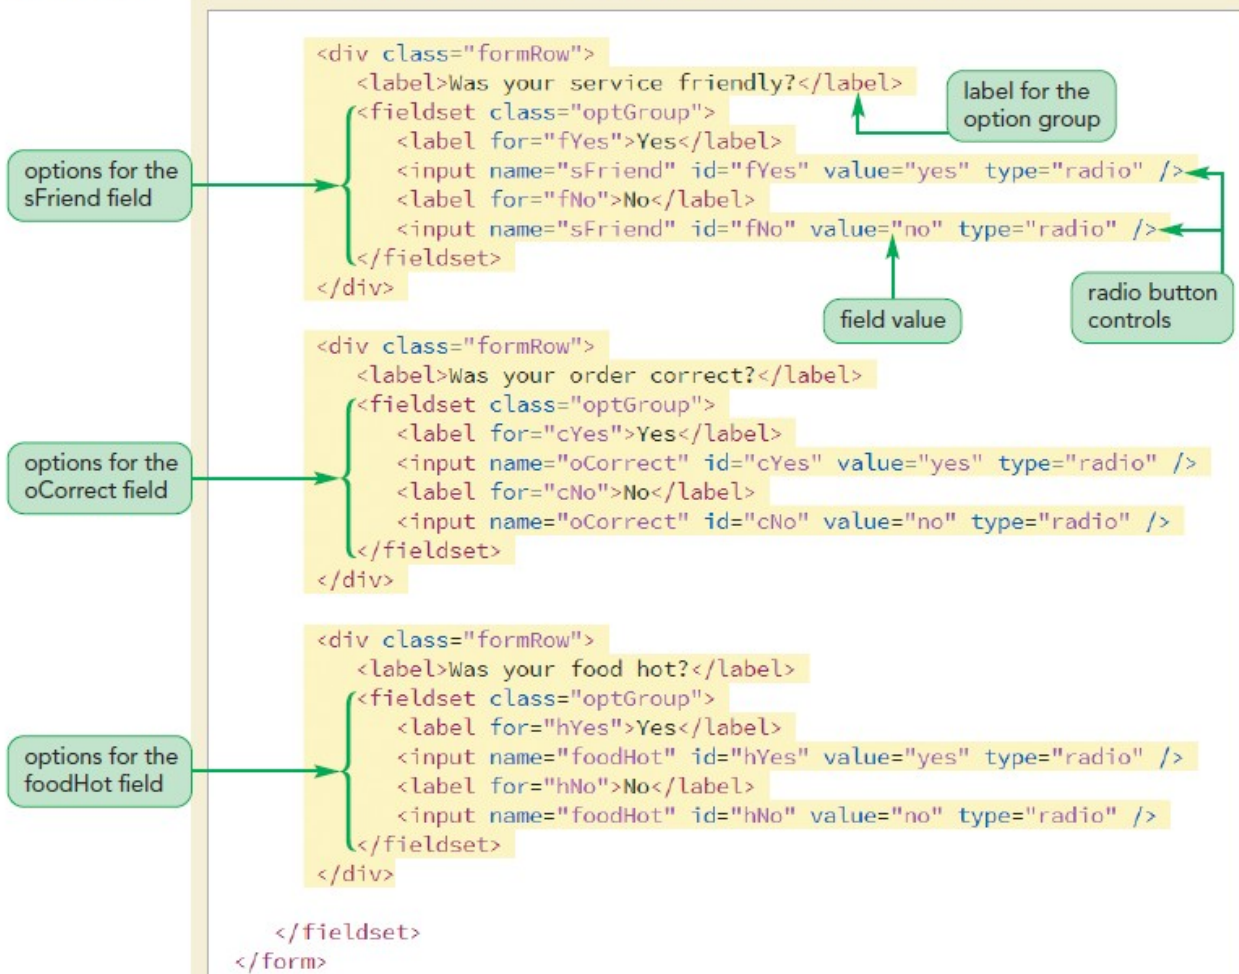 <div class="formRow">
<label>Was your service friendly?</label>
label for the
option group
<fieldset class="optGroup">
<label for="fYes">Yes</label>
options for the
sFriend field
<input name="sFriend" id="fYes" value="yes" type="radio" />
<label for="fNo">No</label>
<input name="sFriend" id="fNo" value="no" type="radio" />
</fieldset>
</div>
field value
radio button
controls
<div class="formRow">
<label>Was your order correct?</label>
<fieldset class="optGroup">
<label for="cYes">Yes</label>
options for the
oCorrect field
<input name="oCorrect" id="cYes" value="yes" type="radio" />
<label for="cNo">No</label>
<input name="oCorrect" id="cNo" value="no" type="radio" />
</fieldset>
</div>
<div class="formRow">
<label>Was your food hot?</label>
<fieldset class="optGroup">
<label for="hYes">Yes</label>
options for the
foodHot field
<input name="foodHot" id="hYes" value="yes" type="radio" />
<label for="hNo">No</label>
<input name="foodHot" id="hNo" value="no" type="radio" />
</fieldset>
</div>
</fieldset>
</form>